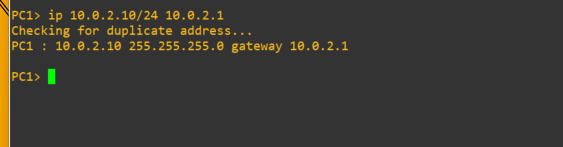 PC1> ip 10.0.2.10/24 10.0.2.1
Checking for duplicate address...
PC1 : 10.0.2.10 255.255.255.0 gateway 10.0.2.1
PC1>